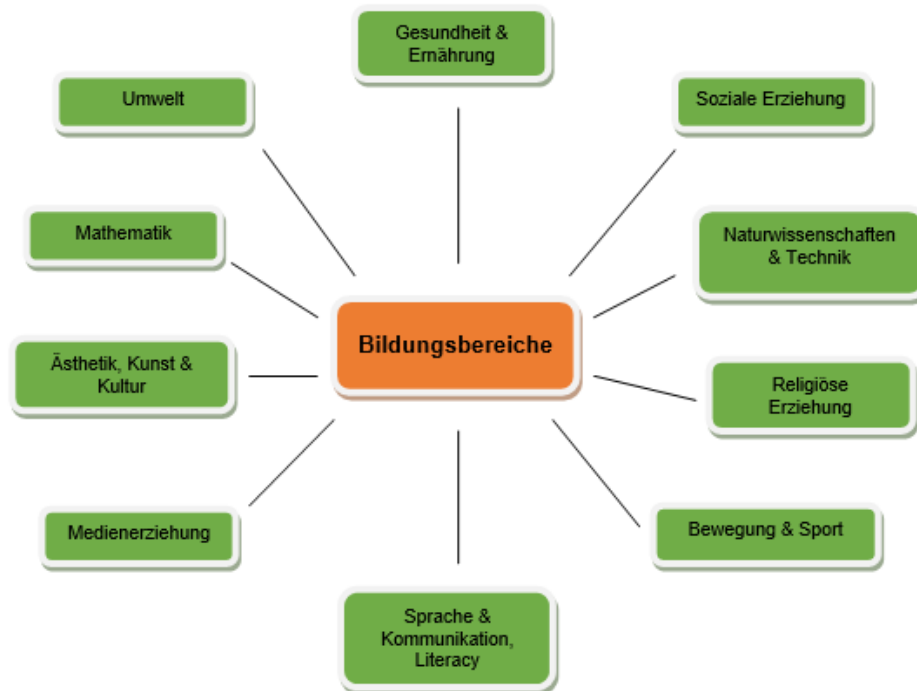 Gesundheit &
Ernährung
Umwelt
Soziale Erziehung
Mathematik
Naturwissenschaften
& Technik
Bildungsbereiche
Ästhetik, Kunst &
Kultur
Religiöse
Erziehung
Medienerziehung
Bewegung & Sport
Sprache &
Kommunikation,
Literacy